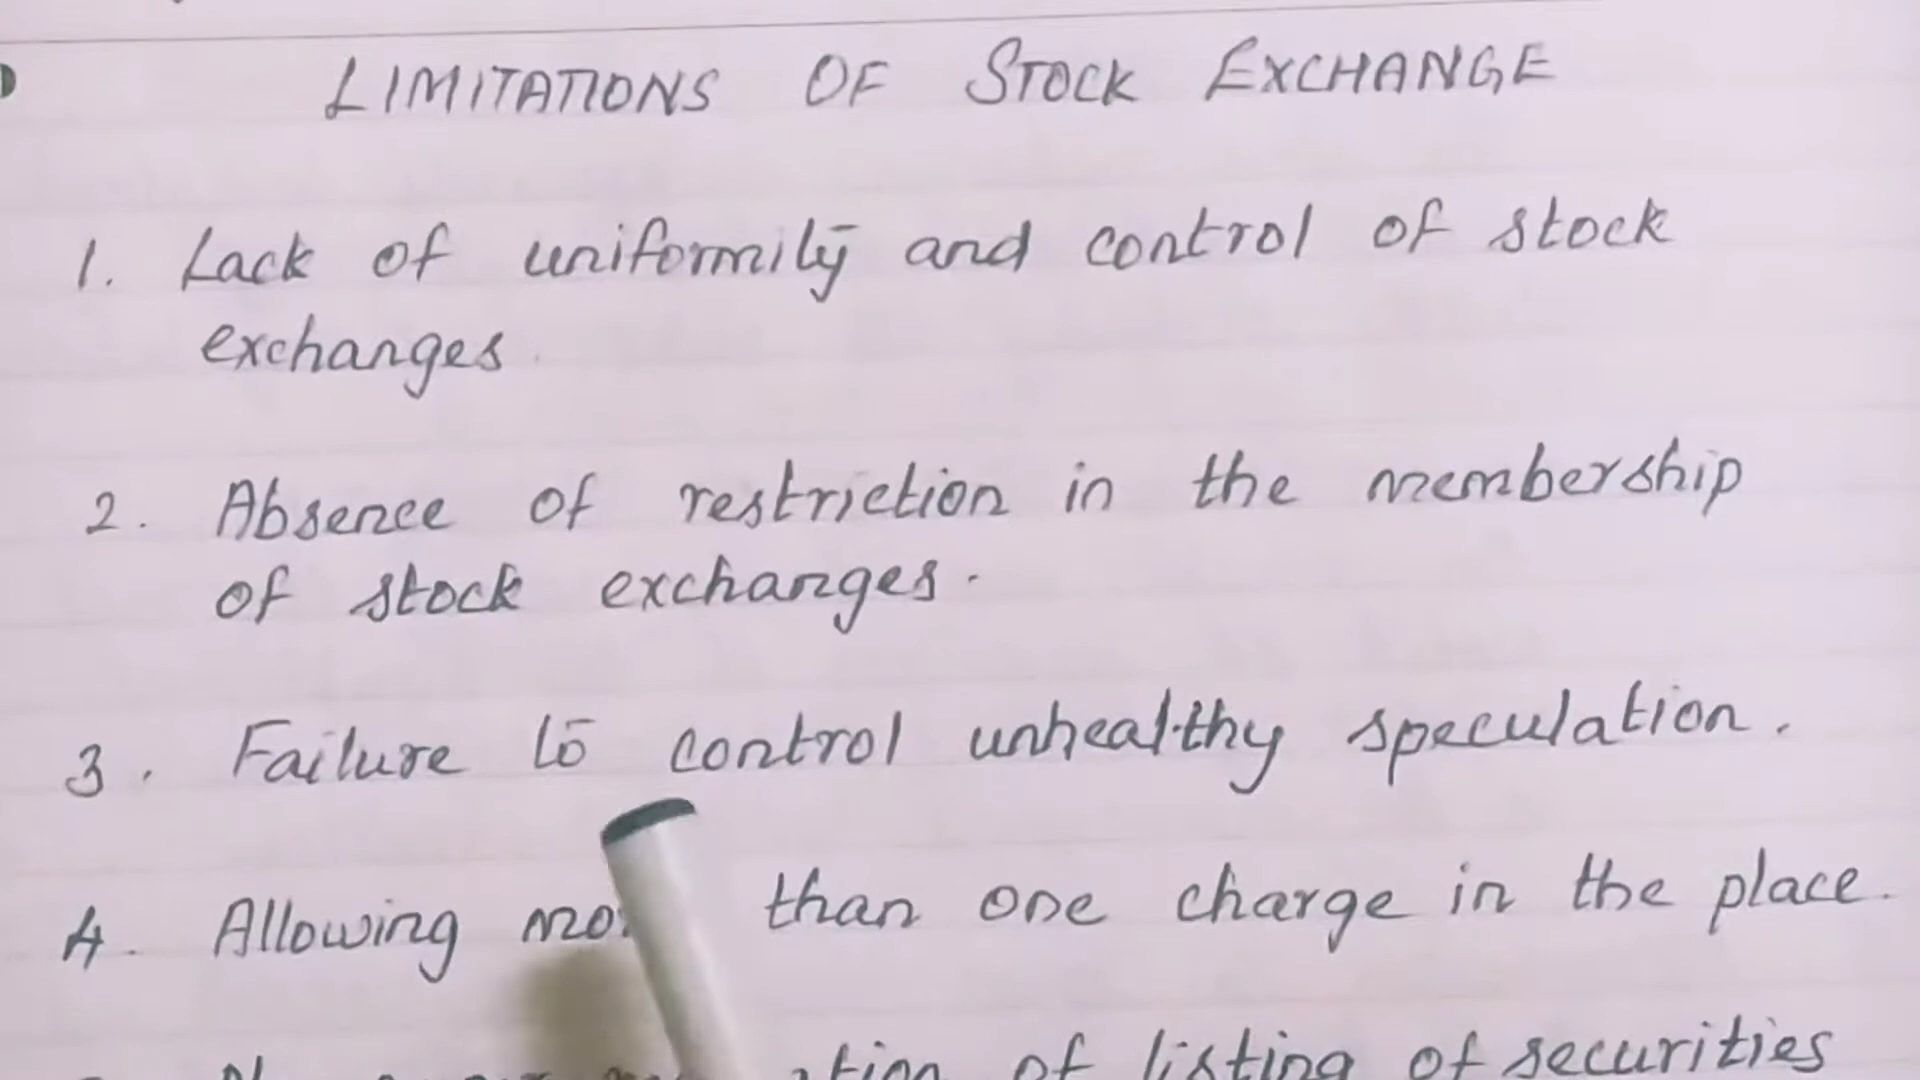 LIMITATIONS OF STOCK EXCHANGE
1. Lack of uniformity and control of stock
exchanges.
2. Absence of restriction in the membership
of stock exchanges.
3. Failure to control unhealthy speculation.
4. Allowing than one charge in the place.
of listing of securities